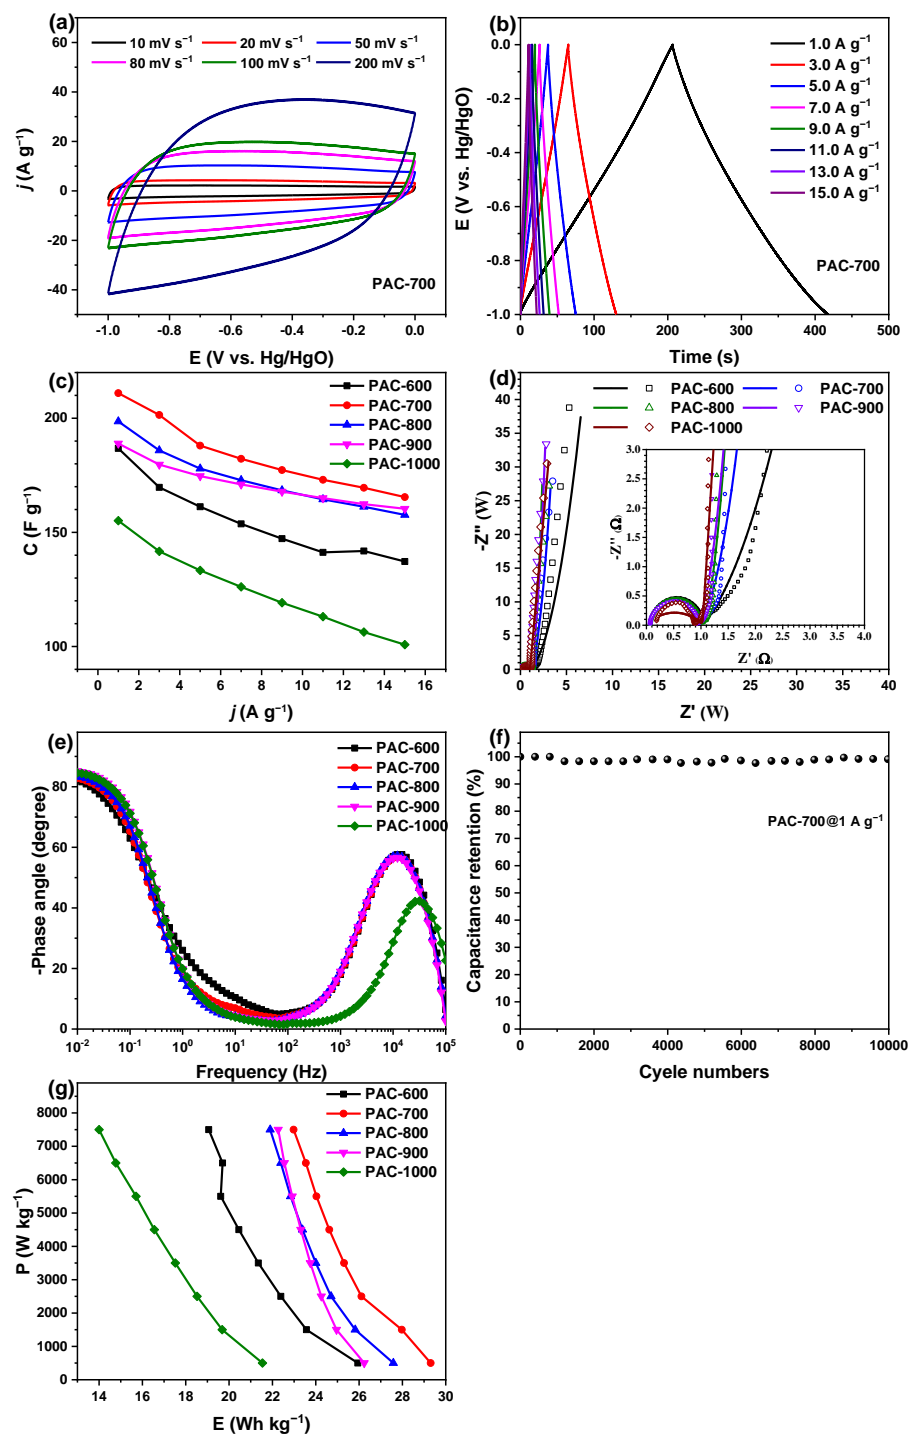 (a)
10 mV s⁻¹ 20 mV s⁻¹ 50 mV s⁻¹
80 mV s⁻¹ 100 mV s⁻¹ 200 mV s⁻¹
60
40
20
0
-20
-40
j (A g⁻¹)
PAC-700
-1.0 -0.8 -0.6 -0.4 -0.2 0.0
E (V vs. Hg/HgO)
(b)
1.0 A g⁻¹
3.0 A g⁻¹
5.0 A g⁻¹
7.0 A g⁻¹
9.0 A g⁻¹
11.0 A g⁻¹
13.0 A g⁻¹
15.0 A g⁻¹
0.0
-0.2
-0.4
-0.6
-0.8
-1.0
E (V vs. Hg/HgO)
PAC-700
0 100 200 300 400 500
Time (s)
(c)
PAC-600
PAC-700
PAC-800
PAC-900
PAC-1000
200
150
100
C (F g⁻¹)
0 2 4 6 8 10 12 14 16
j (A g⁻¹)
(d)
PAC-600 PAC-700
PAC-800 PAC-900
PAC-1000
40
35
30
25
20
15
10
5
0
-Z'' (W)
3.0
2.5
2.0
1.5
1.0
0.5
0.0
-Z'' (Ω)
0.0 0.5 1.0 1.5 2.0 2.5 3.0 4.0
Z' (Ω)
0 5 10 15 20 25 30 35 40
Z' (W)
(e)
PAC-600
PAC-700
PAC-800
PAC-900
PAC-1000
80
60
40
20
0
-Phase angle (degree)
10⁻² 10⁻¹ 10⁰ 10¹ 10² 10³ 10⁴ 10⁵
Frequency (Hz)
(f)
100
90
80
70
60
50
40
30
20
10
0
Capacitance retention (%)
PAC-700@1 A g⁻¹
0 2000 4000 6000 8000 10000
Cyele numbers
(g)
PAC-600
PAC-700
PAC-800
PAC-900
PAC-1000
8000
7500
7000
6500
6000
5500
5000
4500
4000
3500
3000
2500
2000
1500
1000
500
0
P (W kg⁻¹)
14 16 18 20 22 24 26 28 30
E (Wh kg⁻¹)